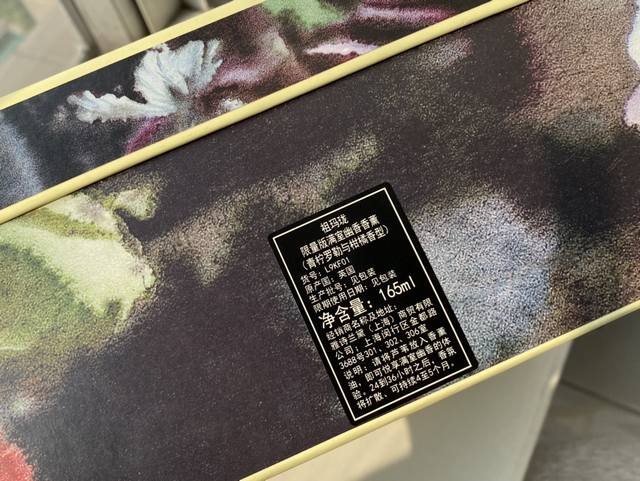 祖玛珑
限量版满室幽香香薰
(青柠罗勒与柑橘香型)
货号: L9KF01
原产国: 英国
生产批号: 见包装
限期使用日期: 见包装
净含量: 165ml
经销商名称及地址:
雅诗兰黛(上海)商贸有限
公司: 上海闵行区金都路
3688号301、302、306室
说明: 请将芦苇放入香薰
油, 即可悦享满室幽香的体
验, 24到36小时之后, 香氛
将扩散, 可持续4至5个月.